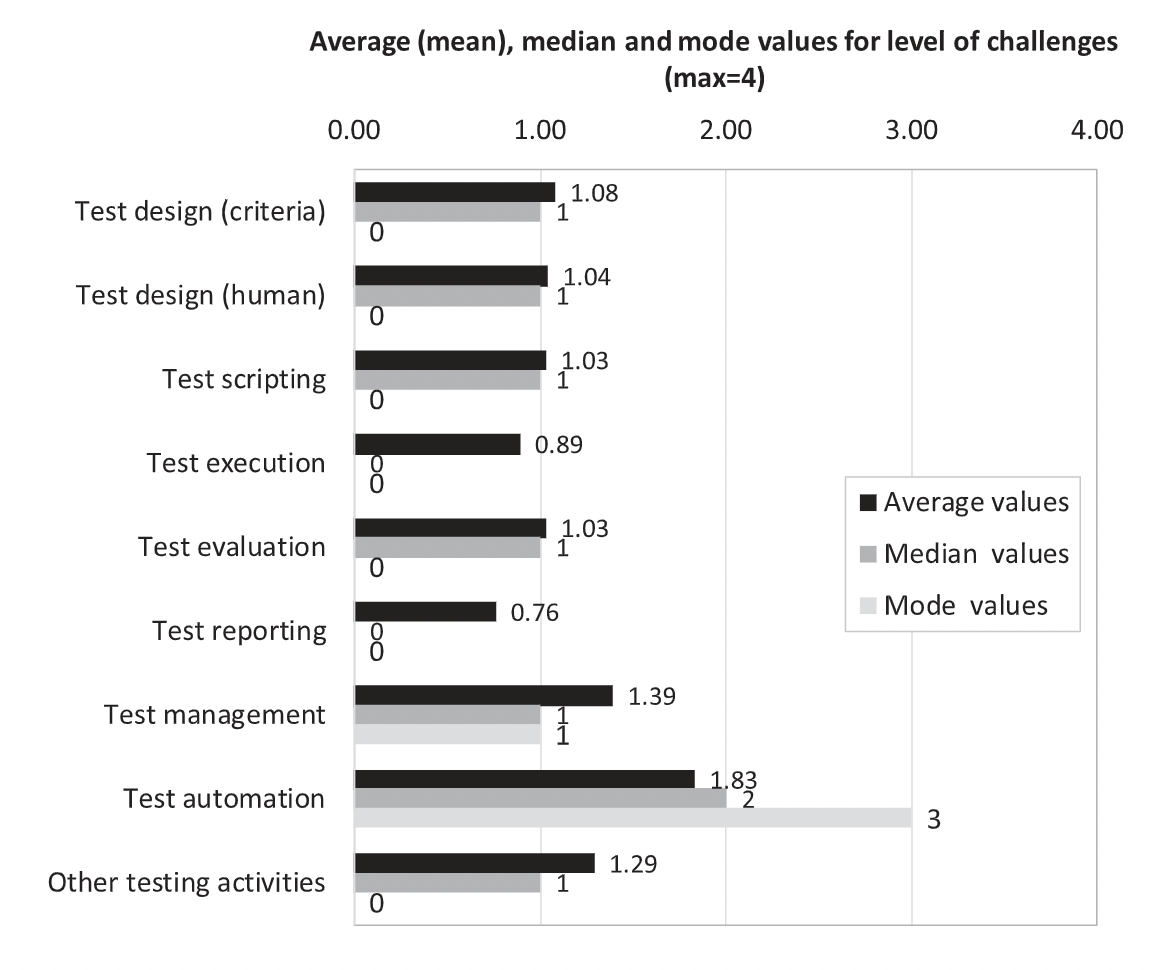 Average (mean), median and mode values for level of challenges
(max=4)
0.00 1.00 2.00 3.00 4.00
Test design (criteria) 1.08
1
0
Test design (human) 1.04
1
0
Test scripting 1.03
1
0
Test execution 0.89
0
0
Test evaluation 1.03
1
0
Test reporting 0.76
0
0
Test management 1.39
1
1
Test automation 1.83
2
3
Other testing activities 1.29
1
0
Average values
Median values
Mode values